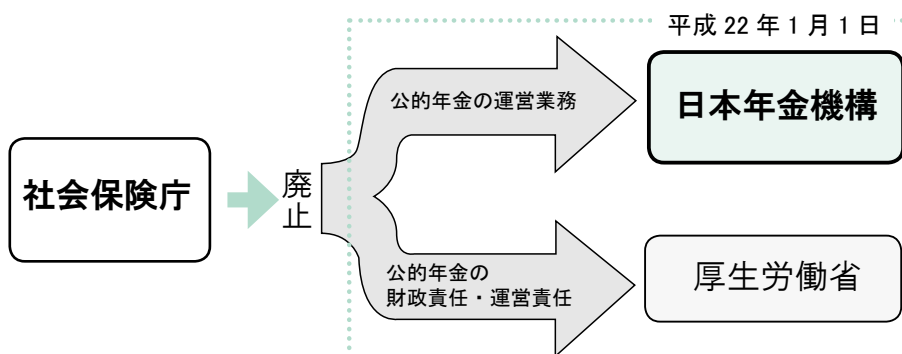 平成 22 年 1 月 1 日
公的年金の運営業務
日本年金機構
社会保険庁
廃止
公的年金の
財政責任・運営責任
厚生労働省